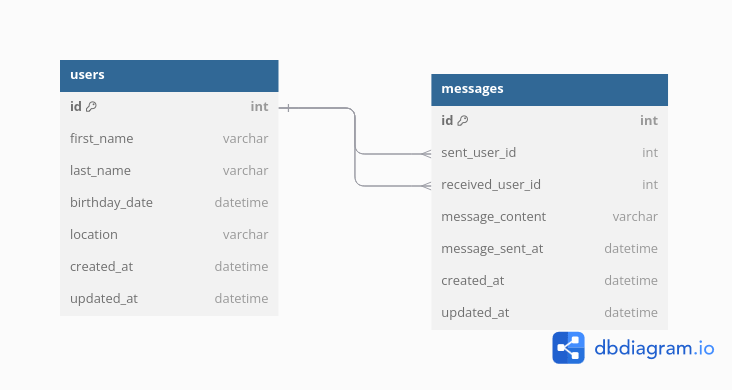 users
id int
first_name varchar
last_name varchar
birthday_date datetime
location varchar
created_at datetime
updated_at datetime
messages
id int
sent_user_id int
received_user_id int
message_content varchar
message_sent_at datetime
created_at datetime
updated_at datetime
dbdiagram.io